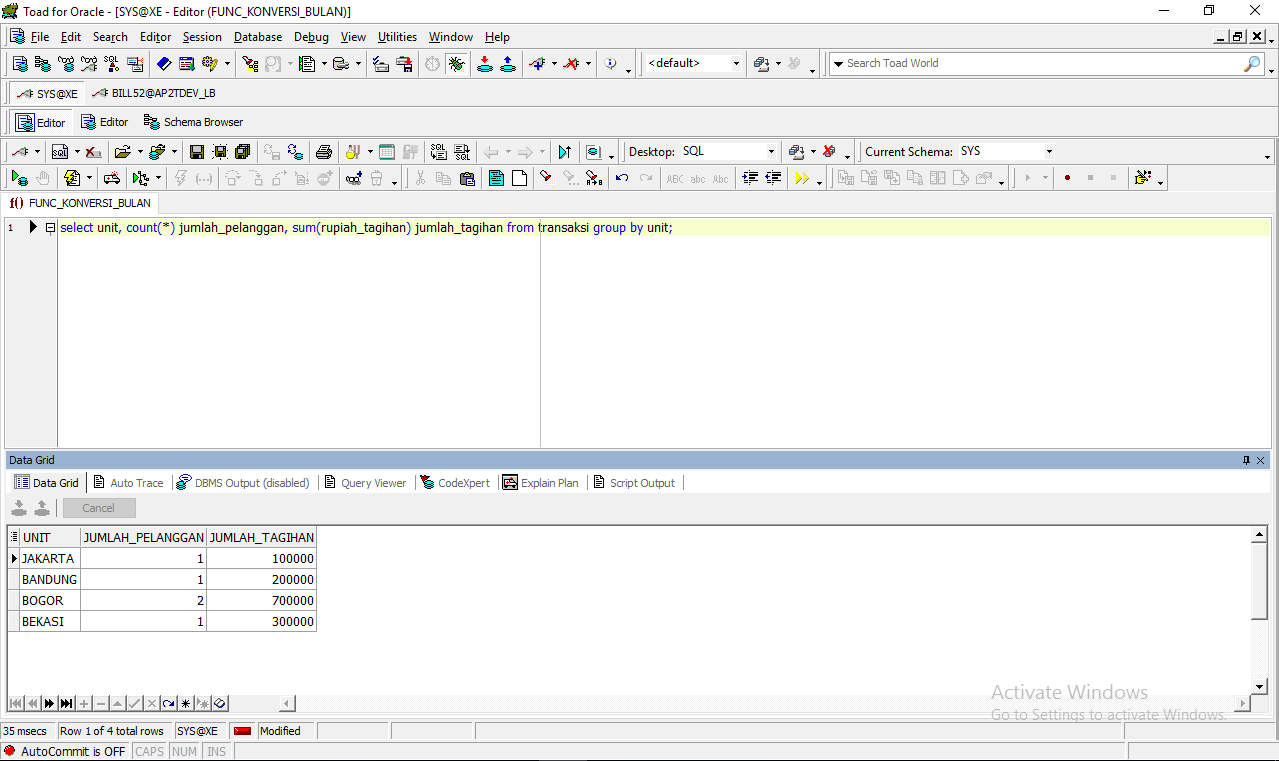 Toad for Oracle - [SYS@XE - Editor (FUNC_KONVERSI_BULAN)]
File Edit Search Editor Session Database Debug View Utilities Window Help
<default> Search Toad World
SYS@XE BILL52@AP2TDEV_LB
Editor Editor Schema Browser
SQL SQL Desktop: SQL Current Schema: SYS
ABC abc Abc
f() FUNC_KONVERSI_BULAN
1 select unit, count(*) jumlah_pelanggan, sum(rupiah_tagihan) jumlah_tagihan from transaksi group by unit;
Data Grid
Data Grid Auto Trace DBMS Output (disabled) Query Viewer CodeXpert Explain Plan Script Output
Cancel
UNIT JUMLAH_PELANGGAN JUMLAH_TAGIHAN
JAKARTA 1 100000
BANDUNG 1 200000
BOGOR 2 700000
BEKASI 1 300000
Activate Windows
Go to Settings to activate Windows.
35 msecs Row 1 of 4 total rows SYS@XE Modified
AutoCommit is OFF CAPS NUM INS